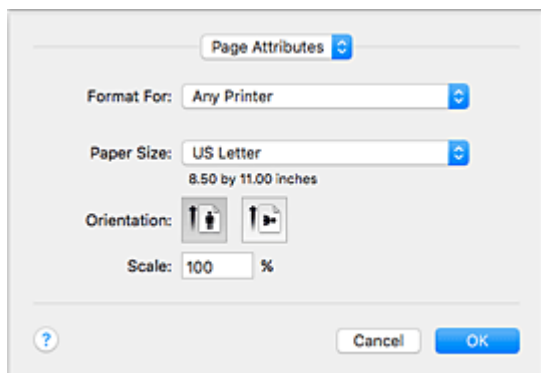 Page Attributes
Format For: Any Printer
Paper Size: US Letter
8.50 by 11.00 inches
Orientation:
Scale: 100 %
? Cancel OK